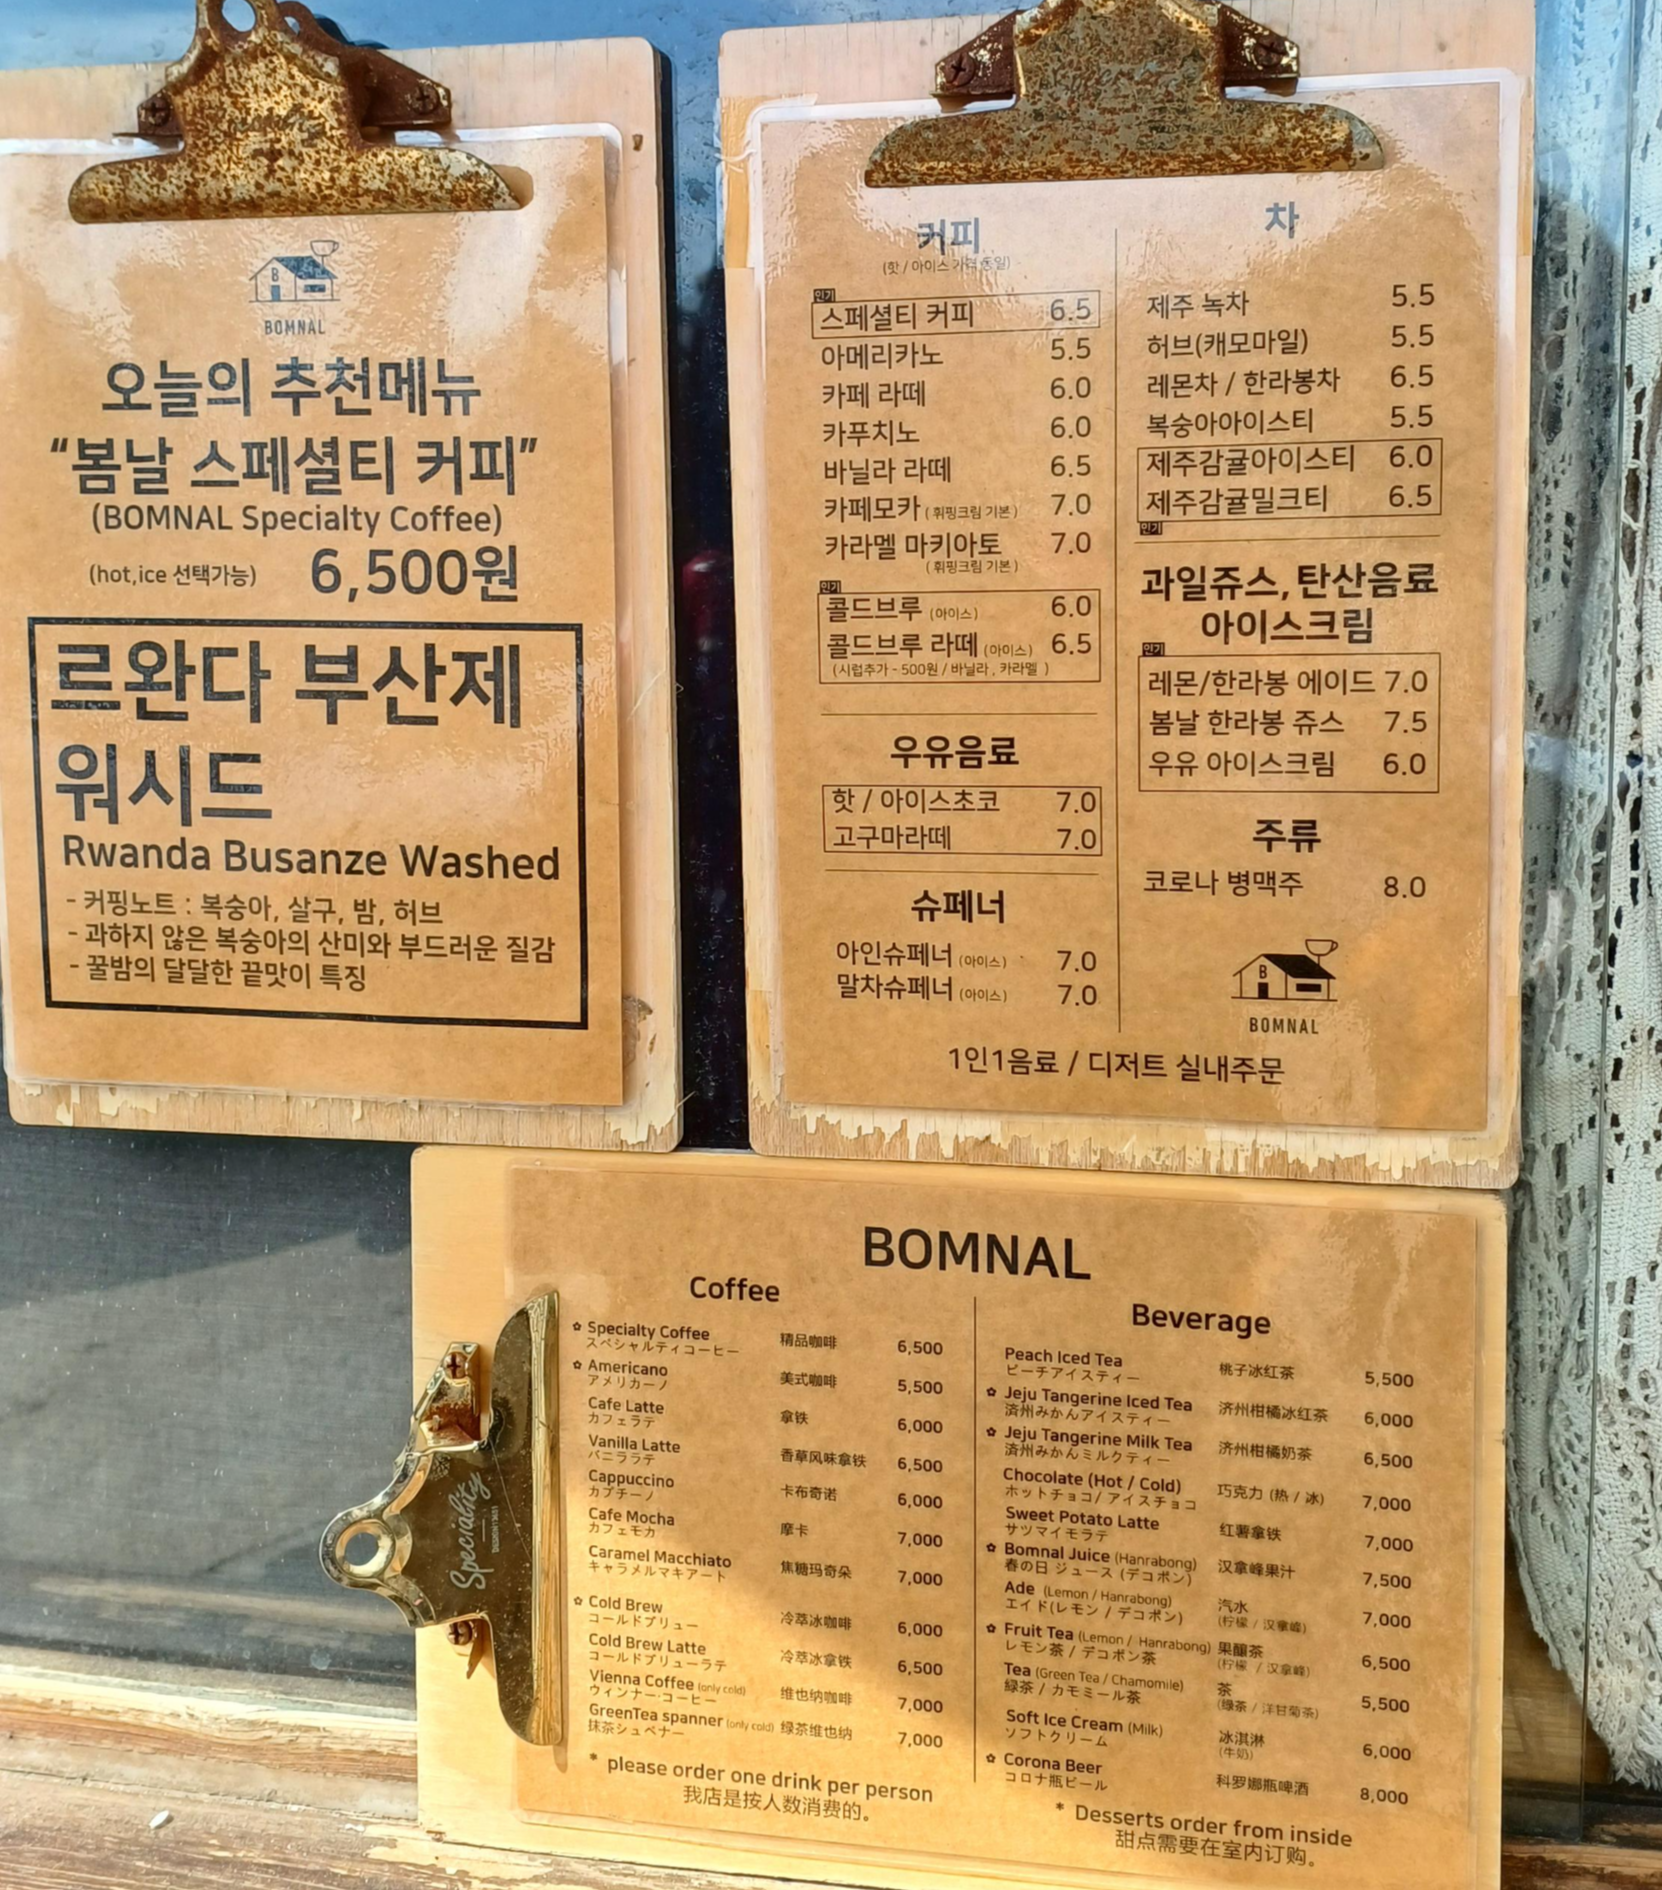 B
BOMNAL
오늘의 추천메뉴
“봄날 스페셜티 커피”
(BOMNAL Specialty Coffee)
(hot,ice 선택가능) 6,500원
르완다 부산제
워시드
Rwanda Busanze Washed
- 커핑노트 : 복숭아, 살구, 밤, 허브
- 과하지 않은 복숭아의 산미와 부드러운 질감
- 꿀밤의 달달한 끝맛이 특징
커피
(핫 / 아이스 가격 동일)
인기
스페셜티 커피 6.5
아메리카노 5.5
카페 라떼 6.0
카푸치노 6.0
바닐라 라떼 6.5
카페모카 ( 휘핑크림 기본 ) 7.0
카라멜 마키아토 7.0
( 휘핑크림 기본 )
인기
콜드브루 (아이스) 6.0
콜드브루 라떼 (아이스) 6.5
(시럽추가 - 500원 / 바닐라 , 카라멜 )
우유음료
핫 / 아이스초코 7.0
고구마라떼 7.0
슈페너
아인슈페너 (아이스) 7.0
말차슈페너 (아이스) 7.0
차
제주 녹차 5.5
허브(캐모마일) 5.5
레몬차 / 한라봉차 6.5
복숭아아이스티 5.5
제주감귤아이스티 6.0
제주감귤밀크티 6.5
인기
과일쥬스, 탄산음료
아이스크림
인기
레몬/한라봉 에이드 7.0
봄날 한라봉 쥬스 7.5
우유 아이스크림 6.0
주류
코로나 병맥주 8.0
B
BOMNAL
1인1음료 / 디저트 실내주문
Speciality
BOMNAL
Coffee
✿ Specialty Coffee 精品咖啡 6,500
スペシャルティコーヒー
✿ Americano 美式咖啡 5,500
アメリカーノ
Cafe Latte 拿铁 6,000
カフェラテ
Vanilla Latte 香草风味拿铁 6,500
バニララテ
Cappuccino 卡布奇诺 6,000
カプチーノ
Cafe Mocha 摩卡 7,000
カフェモカ
Caramel Macchiato 焦糖玛奇朵 7,000
キャラメルマキアート
✿ Cold Brew 冷萃冰咖啡 6,000
コールドブリュー
Cold Brew Latte 冷萃冰拿铁 6,500
コールドブリューラテ
Vienna Coffee (only cold) 维也纳咖啡 7,000
ウィンナーコーヒー
GreenTea spanner (only cold) 绿茶维也纳 7,000
抹茶シュペナー
* please order one drink per person
我店是按人数消费的。
Beverage
Peach Iced Tea 桃子冰红茶 5,500
ピーチアイスティー
✿ Jeju Tangerine Iced Tea 济州柑橘冰红茶 6,000
済州みかんアイスティー
✿ Jeju Tangerine Milk Tea 济州柑橘奶茶 6,500
済州みかんミルクティー
Chocolate (Hot / Cold) 巧克力 (热 / 冰) 7,000
ホットチョコ/ アイスチョコ
Sweet Potato Latte 红薯拿铁 7,000
サツマイモラテ
✿ Bomnal Juice (Hanrabong) 汉拿峰果汁 7,500
春の日 ジュース (デコポン)
Ade (Lemon / Hanrabong) 汽水 7,000
エイド(レモン / デコポン) (柠檬 / 汉拿峰)
✿ Fruit Tea (Lemon / Hanrabong) 果釀茶 6,500
レモン茶 / デコポン茶 (柠檬 / 汉拿峰)
Tea (Green Tea / Chamomile) 茶 5,500
緑茶 / カモミール茶 (绿茶 / 洋甘菊茶)
Soft Ice Cream (Milk) 冰淇淋 6,000
ソフトクリーム (牛奶)
✿ Corona Beer 科罗娜瓶啤酒 8,000
コロナ瓶ビール
* Desserts order from inside
甜点需要在室内订购。